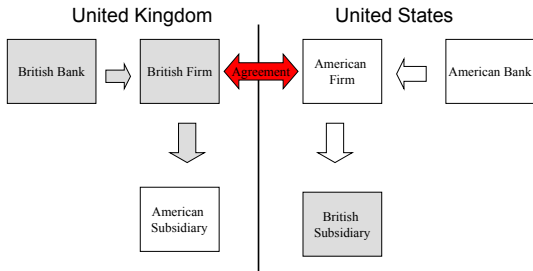 United Kingdom
United States
British Bank
British Firm
Agreement
American
Firm
American Bank
American
Subsidiary
British
Subsidiary